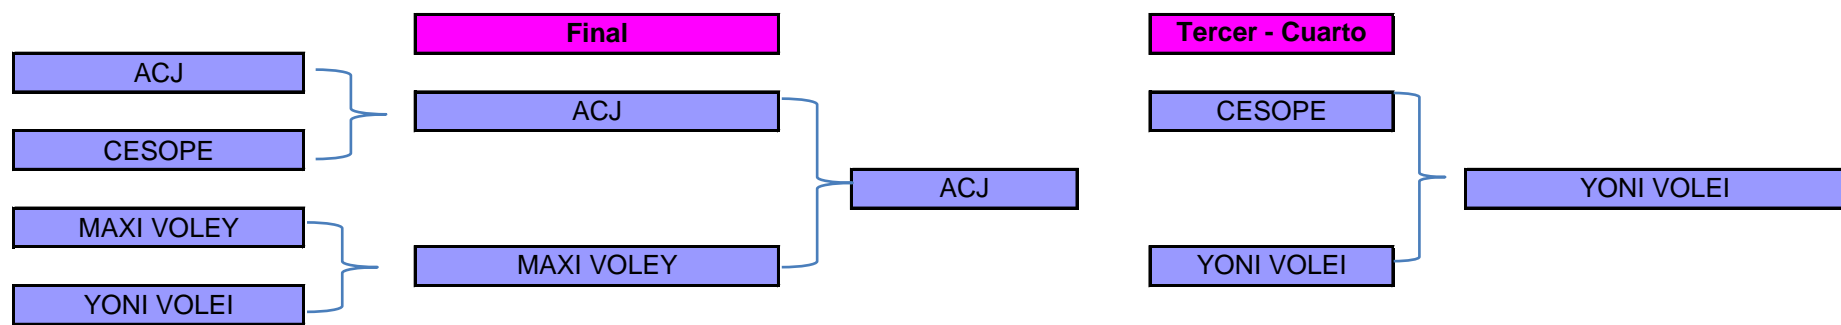 Final
Tercer - Cuarto
ACJ
ACJ
CESOPE
CESOPE
ACJ
YONI VOLEI
MAXI VOLEY
MAXI VOLEY
YONI VOLEI
YONI VOLEI